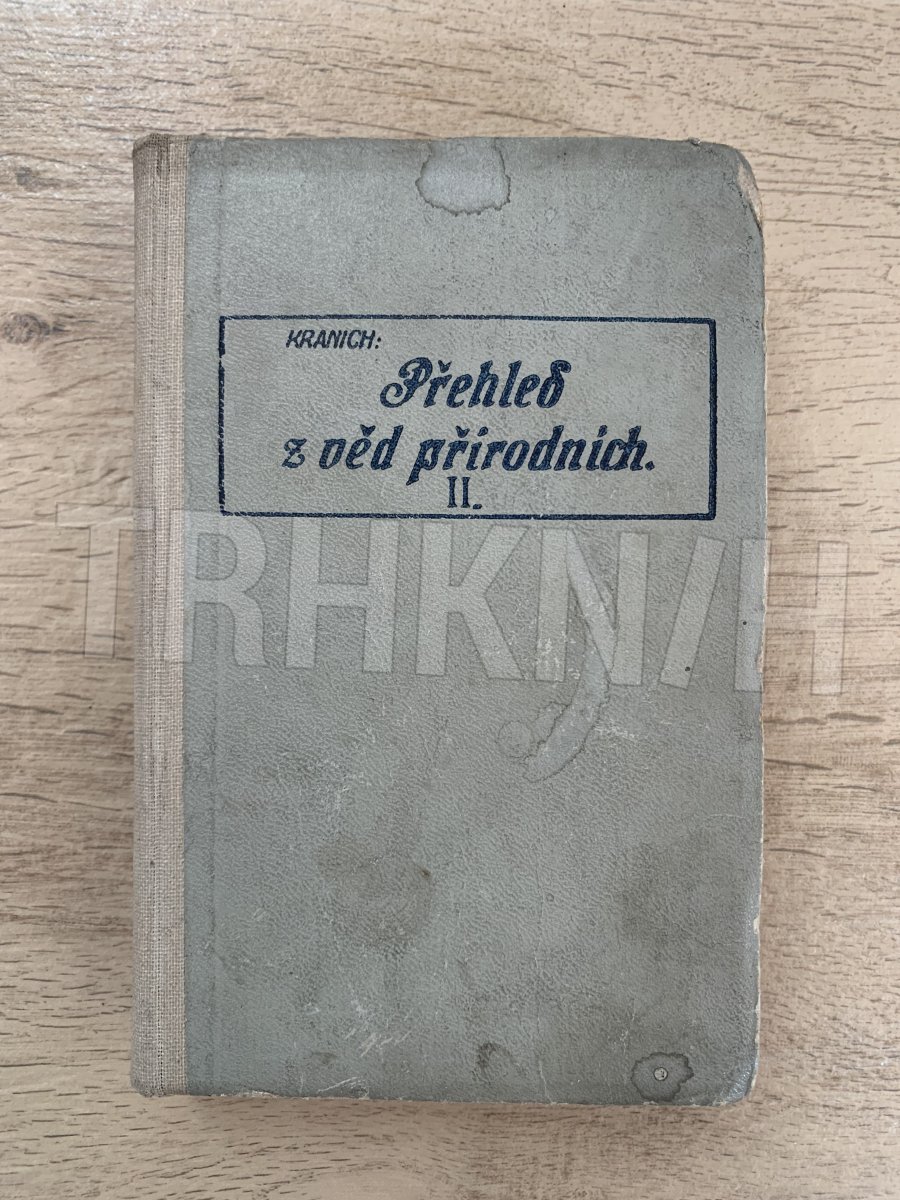 KRANICH:
Přehled
z věd přírodních.
II.
TRHKNIH